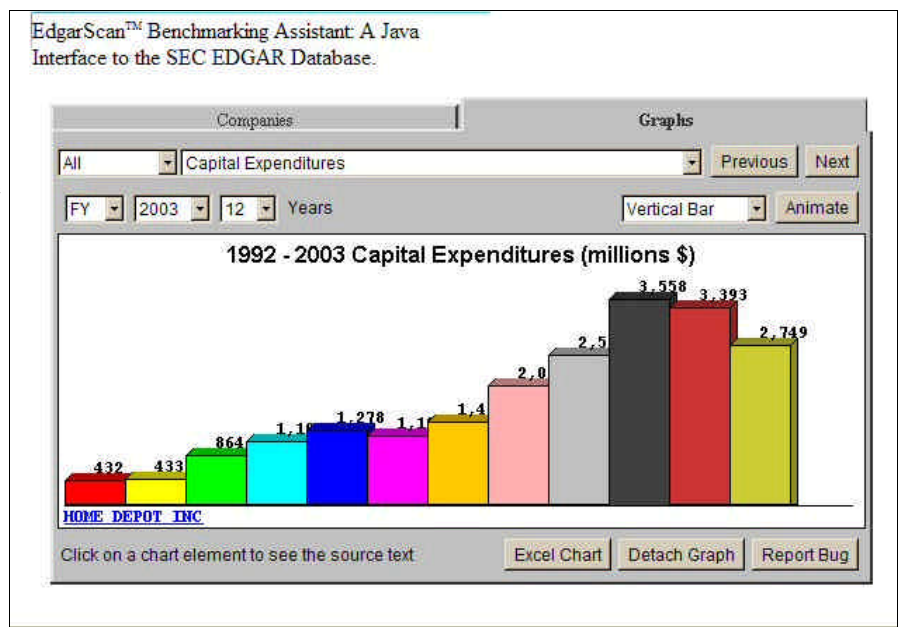 EdgarScan™ Benchmarking Assistant: A Java
Interface to the SEC EDGAR Database.
Companies Graphs
All Capital Expenditures Previous Next
FY 2003 12 Years Vertical Bar Animate
1992 - 2003 Capital Expenditures (millions $)
432 433 864 1,278 3,558 3,393 2,749
HOME DEPOT INC
Click on a chart element to see the source text Excel Chart Detach Graph Report Bug